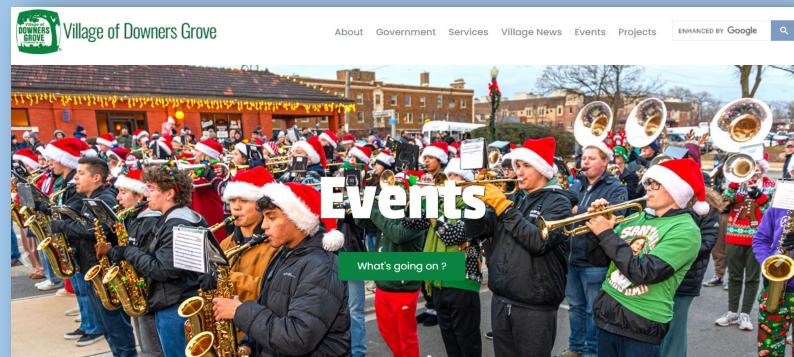 Village of
DOWNERS
GROVE
Village of Downers Grove
About Government Services Village News Events Projects
ENHANCED BY Google
Events
What's going on ?
SANTA